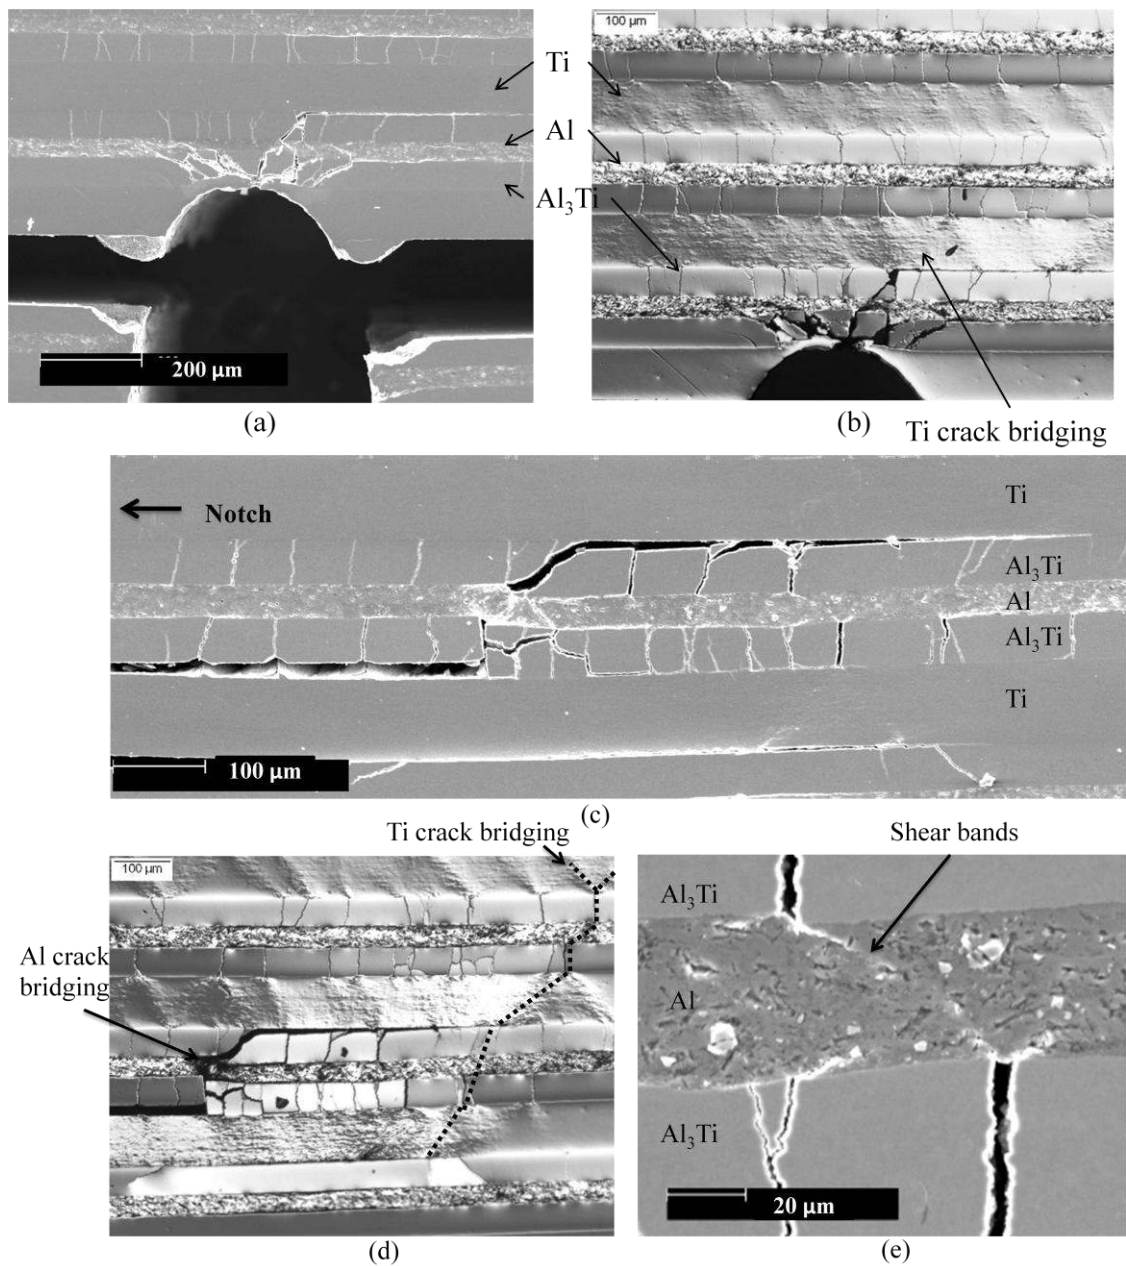 100 µm
Ti
Al
Al₃Ti
200 µm
(a)
(b)
Ti crack bridging
Notch
Ti
Al₃Ti
Al
Al₃Ti
Ti
100 µm
(c)
Ti crack bridging
Shear bands
100 µm
Al crack
bridging
Al₃Ti
Al
Al₃Ti
20 µm
(d)
(e)